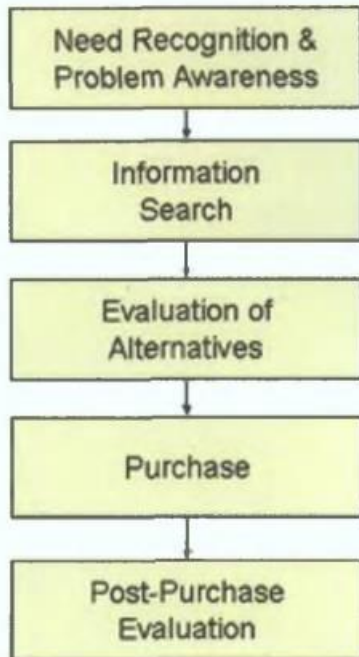 Need Recognition &
Problem Awareness
Information
Search
Evaluation of
Alternatives
Purchase
Post-Purchase
Evaluation